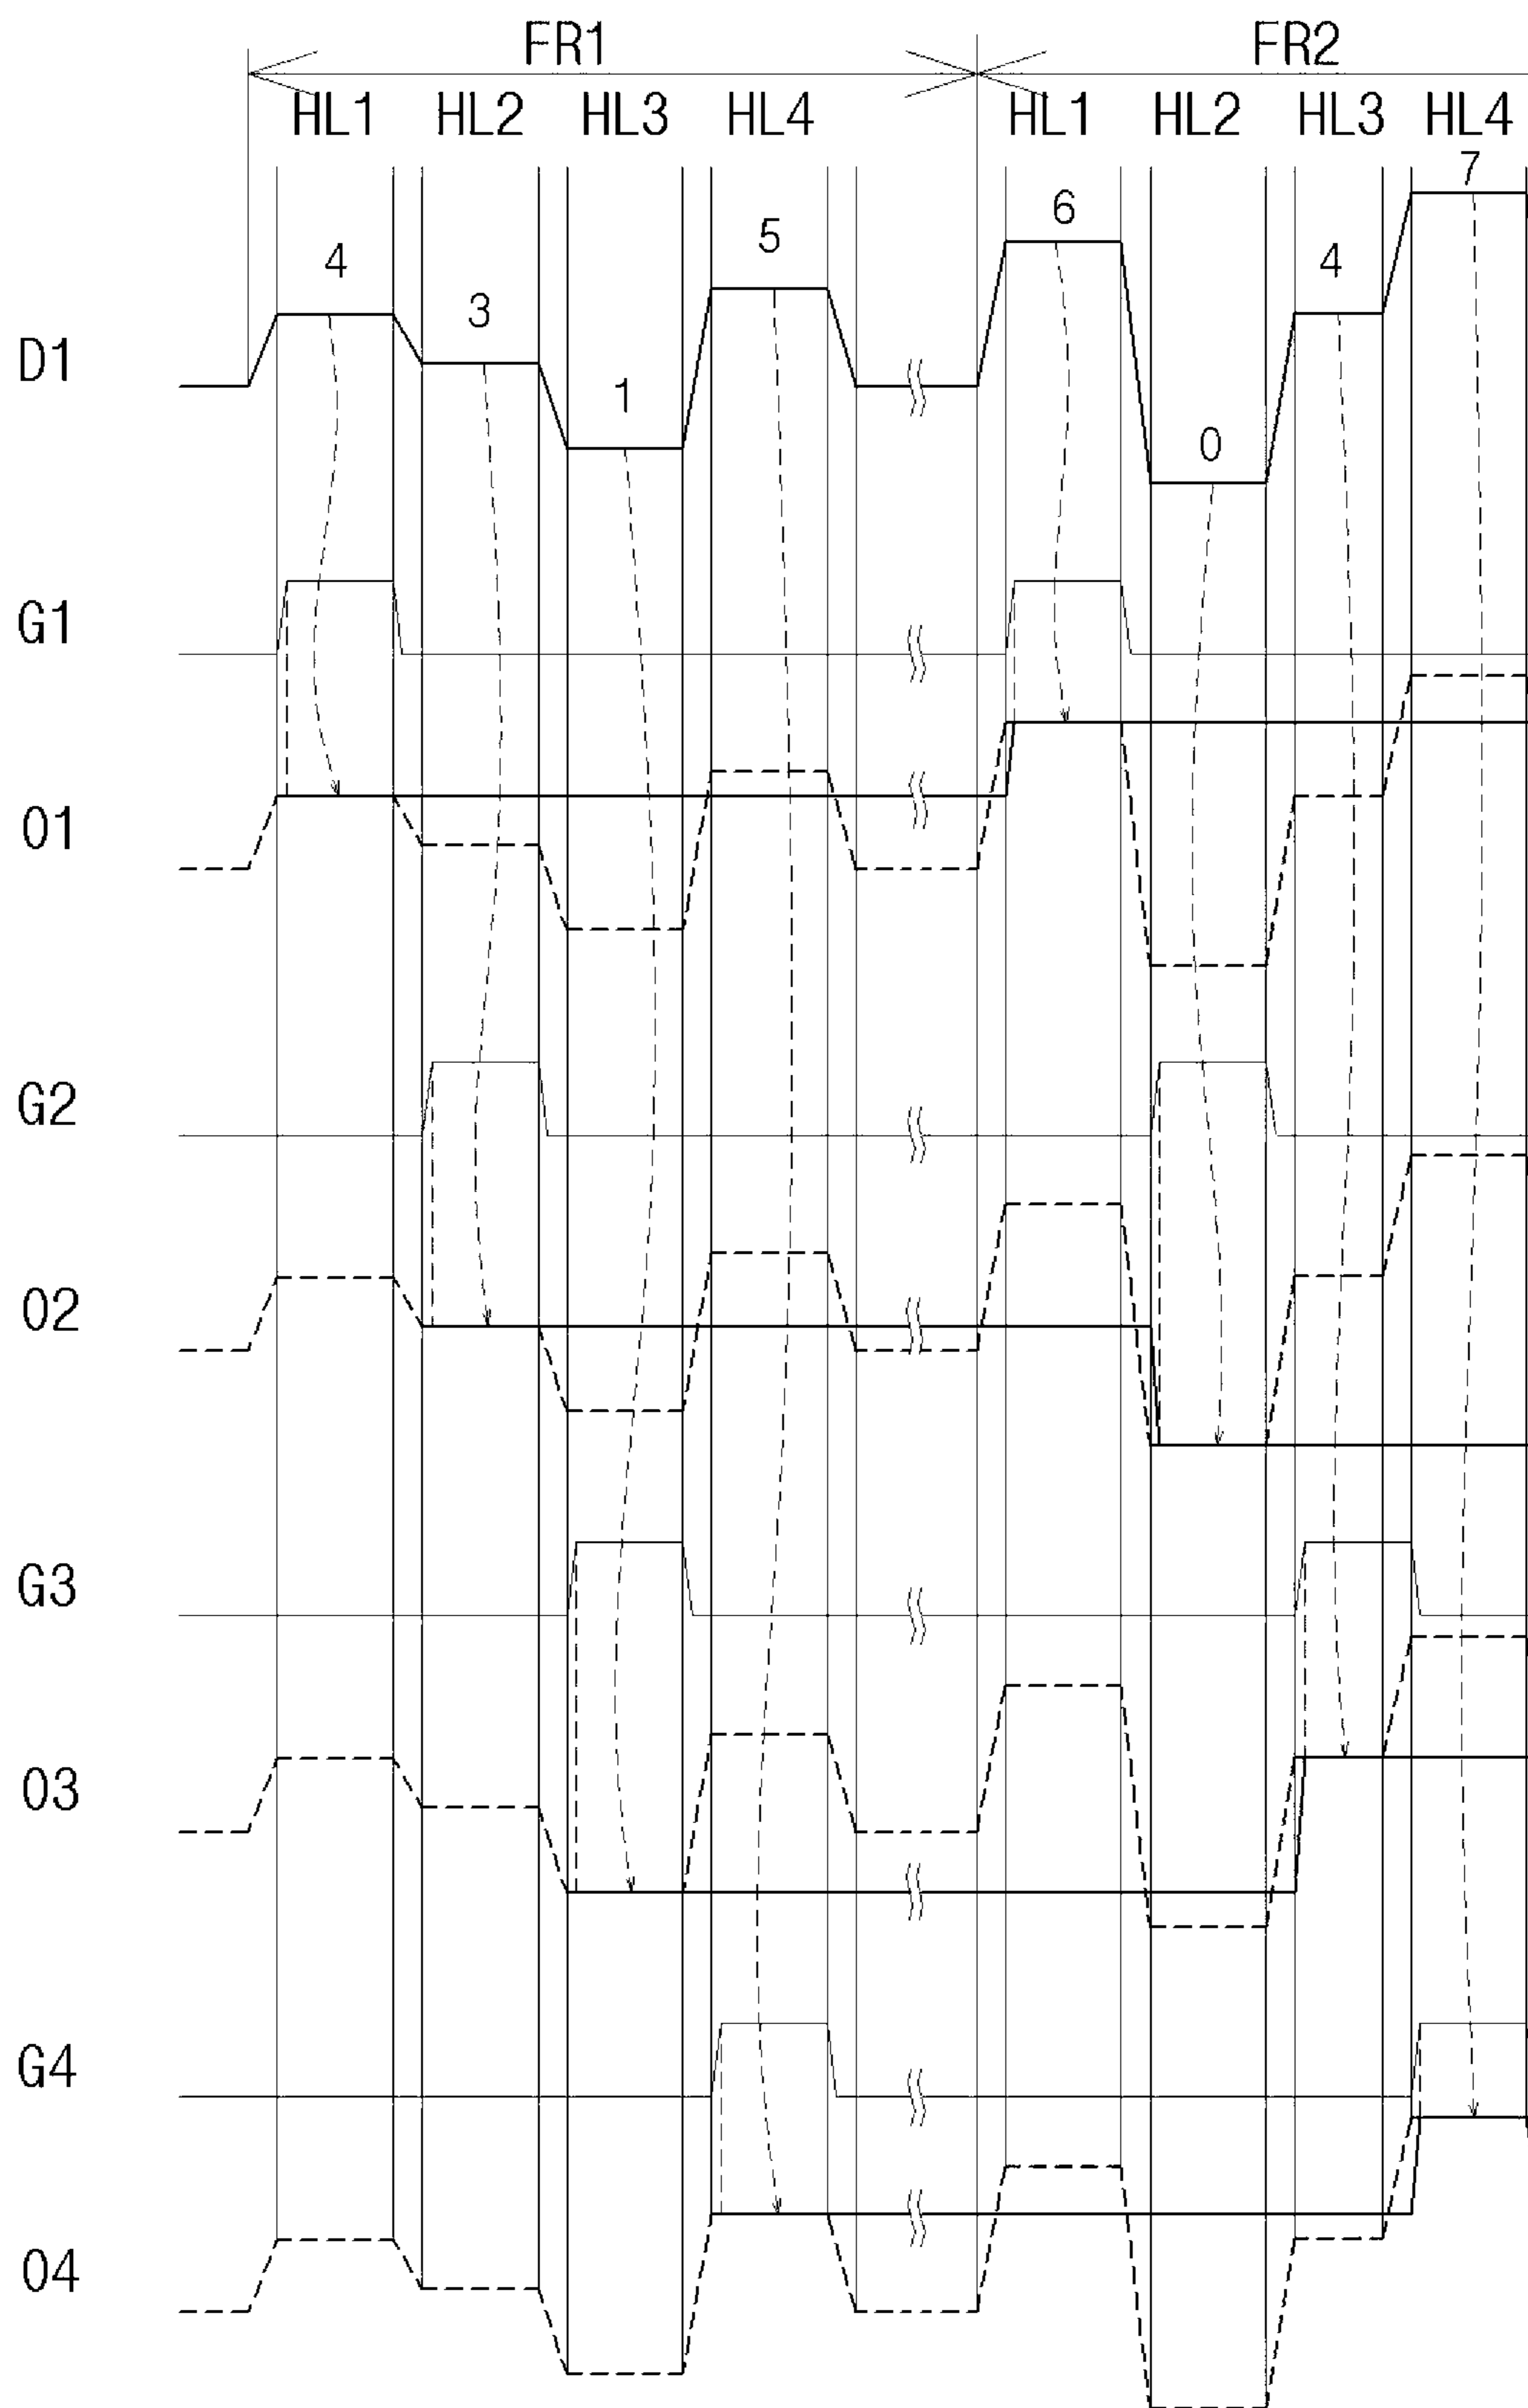 FR1 FR2
HL1 HL2 HL3 HL4 HL1 HL2 HL3 HL4
7
6
5
4 4
3
1
D1
0
G1
O1
G2
O2
G3
O3
G4
O4